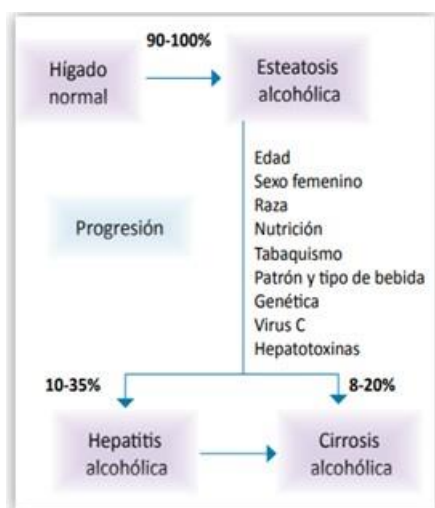 90-100%
Hígado
normal
Esteatosis
alcohólica
Edad
Sexo femenino
Raza
Nutrición
Tabaquismo
Patrón y tipo de bebida
Genética
Virus C
Hepatotoxinas
Progresión
10-35%
8-20%
Hepatitis
alcohólica
Cirrosis
alcohólica